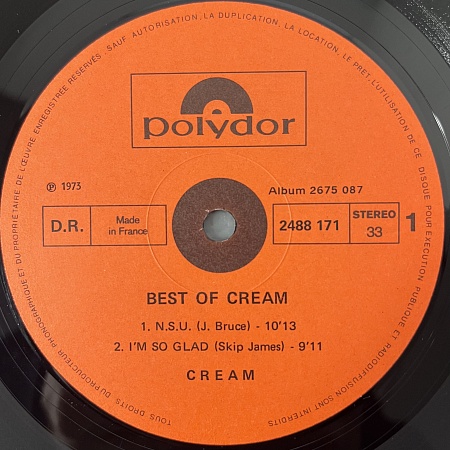 TOUS DROITS DU PRODUCTEUR PHONOGRAPHIQUE ET DU PROPRIÉTAIRE DE L'ŒUVRE ENREGISTRÉE RÉSERVÉS. SAUF AUTORISATION, LA DUPLICATION, LA LOCATION, LE PRÊT, L'UTILISATION DE CE DISQUE POUR EXÉCUTION PUBLIQUE ET RADIODIFFUSION SONT INTERDITS
polydor
℗ 1973
Album 2675 087
D.R.
Made
in France
2488 171
STEREO
33
1
BEST OF CREAM
1. N.S.U. (J. Bruce) - 10'13
2. I'M SO GLAD (Skip James) - 9'11
CREAM